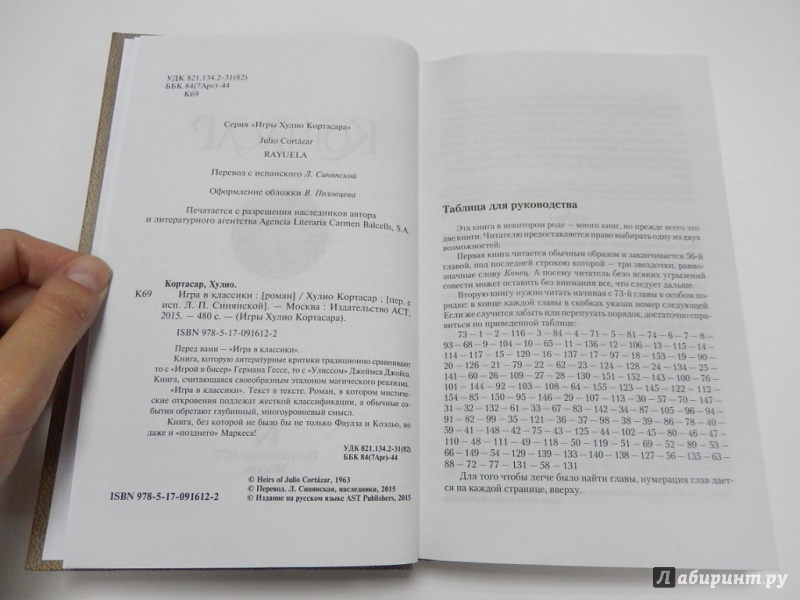 УДК 821.134.2-31(82)
ББК 84(7Арг)-44
К69
Серия «Игры Хулио Кортасара»
Julio Cortázar
RAYUELA
Перевод с испанского Л. Синянской
Оформление обложки В. Половцева
Печатается с разрешения наследников автора
и литературного агентства Agencia Literaria Carmen Balcells, S.A.
Кортасар, Хулио.
К69 Игра в классики : [роман] / Хулио Кортасар ; [пер. с
исп. Л. П. Синянской]. — Москва : Издательство АСТ,
2015. — 480 с. — (Игры Хулио Кортасара).
ISBN 978-5-17-091612-2
Перед вами — «Игра в классики».
Книга, которую литературные критики традиционно сравнивают
то с «Игрой в бисер» Германа Гессе, то с «Улиссом» Джеймса Джойса.
Книга, считающаяся своеобразным эталоном магического реализма.
«Игра в классики». Текст в тексте. Роман, в котором мистиче-
ские откровения подлежат жесткой классификации, а обычные со-
бытия обретают глубинный, многоуровневый смысл.
Книга, без которой не было бы не только Фаулза и Коэльо, но
даже и «позднего» Маркеса!
УДК 821.134.2-31(82)
ББК 84(7Арг)-44
© Heirs of Julio Cortázar, 1963
© Перевод. Л. Синянская, наследники, 2015
ISBN 978-5-17-091612-2 © Издание на русском языке AST Publishers, 2015
Таблица для руководства
Эта книга в некотором роде — много книг, но прежде всего это
две книги. Читателю предоставляется право выбирать одну из двух
возможностей:
Первая книга читается обычным образом и заканчивается 56-й
главой, под последней строкою которой — три звездочки, равнознач-
ные слову Конец. А посему читатель безо всяких угрызений
совести может оставить без внимания все, что следует дальше.
Вторую книгу нужно читать начиная с 73-й главы в особом по-
рядке: в конце каждой главы в скобках указан номер следующей.
Если же случится забыть или перепутать порядок, достаточно спра-
виться по приведенной таблице:
73 — 1 — 2 — 116 — 3 — 84 — 4 — 71 — 5 — 81 — 74 — 6 — 7 — 8 —
93 — 68 — 9 — 104 — 10 — 65 — 11 — 136 — 12 — 106 — 13 — 115 — 14 —
114 — 117 — 15 — 120 — 16 — 137 — 17 — 97 — 18 — 153 — 19 — 90 —
20 — 126 — 21 — 79 — 22 — 62 — 23 — 124 — 128 — 24 — 134 — 25 —
141 — 60 — 26 — 109 — 27 — 28 — 130 — 151 — 152 — 143 — 100 — 76 —
101 — 144 — 92 — 103 — 108 — 64 — 155 — 123 — 145 — 122 — 112 —
154 — 85 — 150 — 95 — 146 — 29 — 107 — 113 — 30 — 57 — 70 — 147 —
31 — 32 — 132 — 61 — 33 — 67 — 83 — 142 — 34 — 87 — 105 — 96 — 94 —
91 — 82 — 99 — 35 — 121 — 36 — 37 — 98 — 38 — 39 — 86 — 78 — 40 —
59 — 41 — 148 — 42 — 75 — 43 — 125 — 44 — 102 — 45 — 80 — 46 — 47 —
110 — 48 — 111 — 49 — 118 — 50 — 119 — 51 — 69 — 52 — 89 — 53 —
66 — 149 — 54 — 129 — 139 — 133 — 40 — 138 — 127 — 56 — 135 — 63 —
88 — 72 — 77 — 131 — 58 — 131
Для того чтобы легче было найти главы, нумерация глав дает-
ся на каждой странице, вверху.
Лабиринт.ру